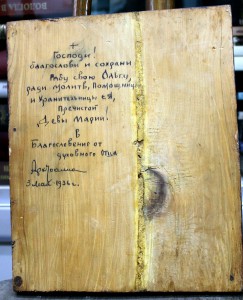 +
Господи!
благослови и сохрани
рабу свою Ольгу,
ради молитв, Помощницы
и Хранительницы ея,
Пречистой
Девы Марии!
В
Благословение от
духовного отца
3 мая 1936 г.